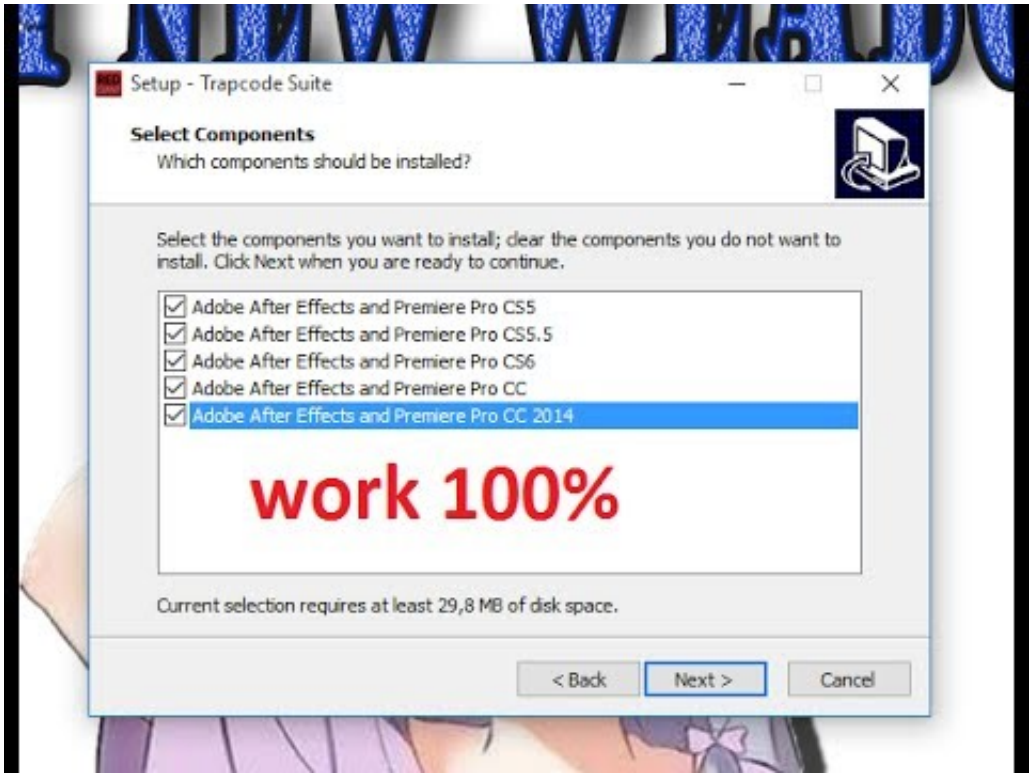 NEW
Setup - Trapcode Suite
Select Components
Which components should be installed?
Select the components you want to install; clear the components you do not want to
install. Click Next when you are ready to continue.
Adobe After Effects and Premiere Pro CS5
Adobe After Effects and Premiere Pro CS5.5
Adobe After Effects and Premiere Pro CS6
Adobe After Effects and Premiere Pro CC
Adobe After Effects and Premiere Pro CC 2014
work 100%
Current selection requires at least 29,8 MB of disk space.
< Back Next > Cancel